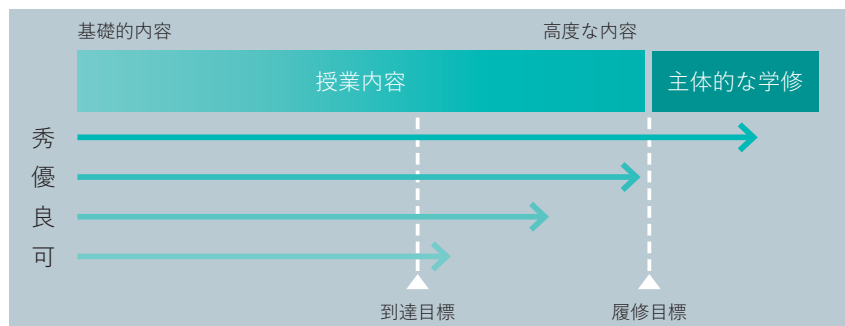 基礎的内容
高度な内容
授業内容
主体的な学修
秀
優
良
可
到達目標
履修目標